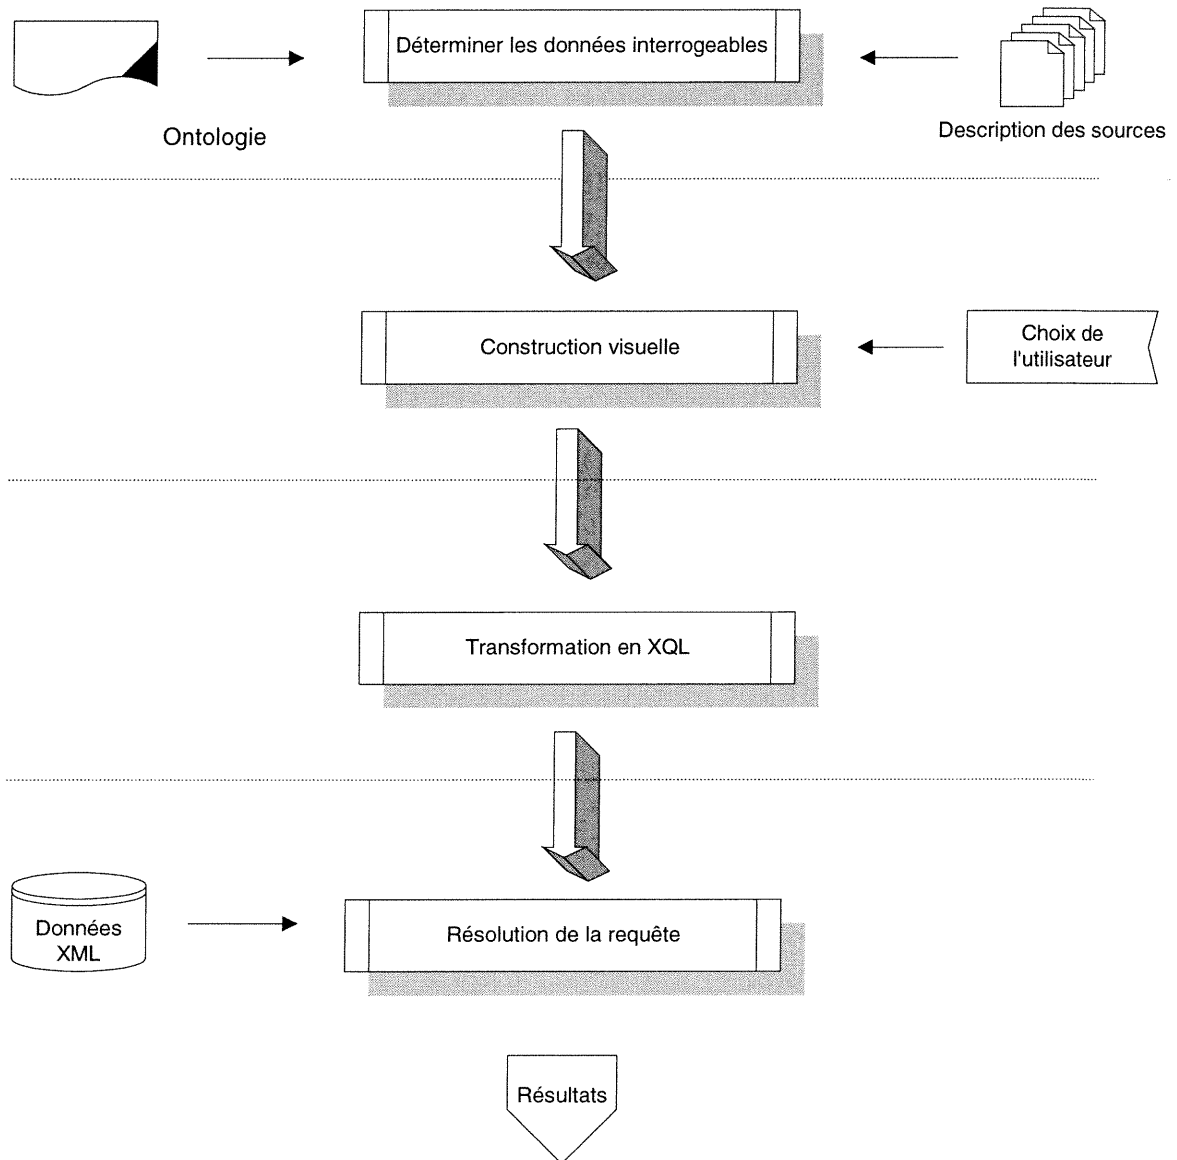 Déterminer les données interrogeables
Ontologie
Description des sources
Construction visuelle
Choix de
l'utilisateur
Transformation en XQL
Données
XML
Résolution de la requête
Résultats